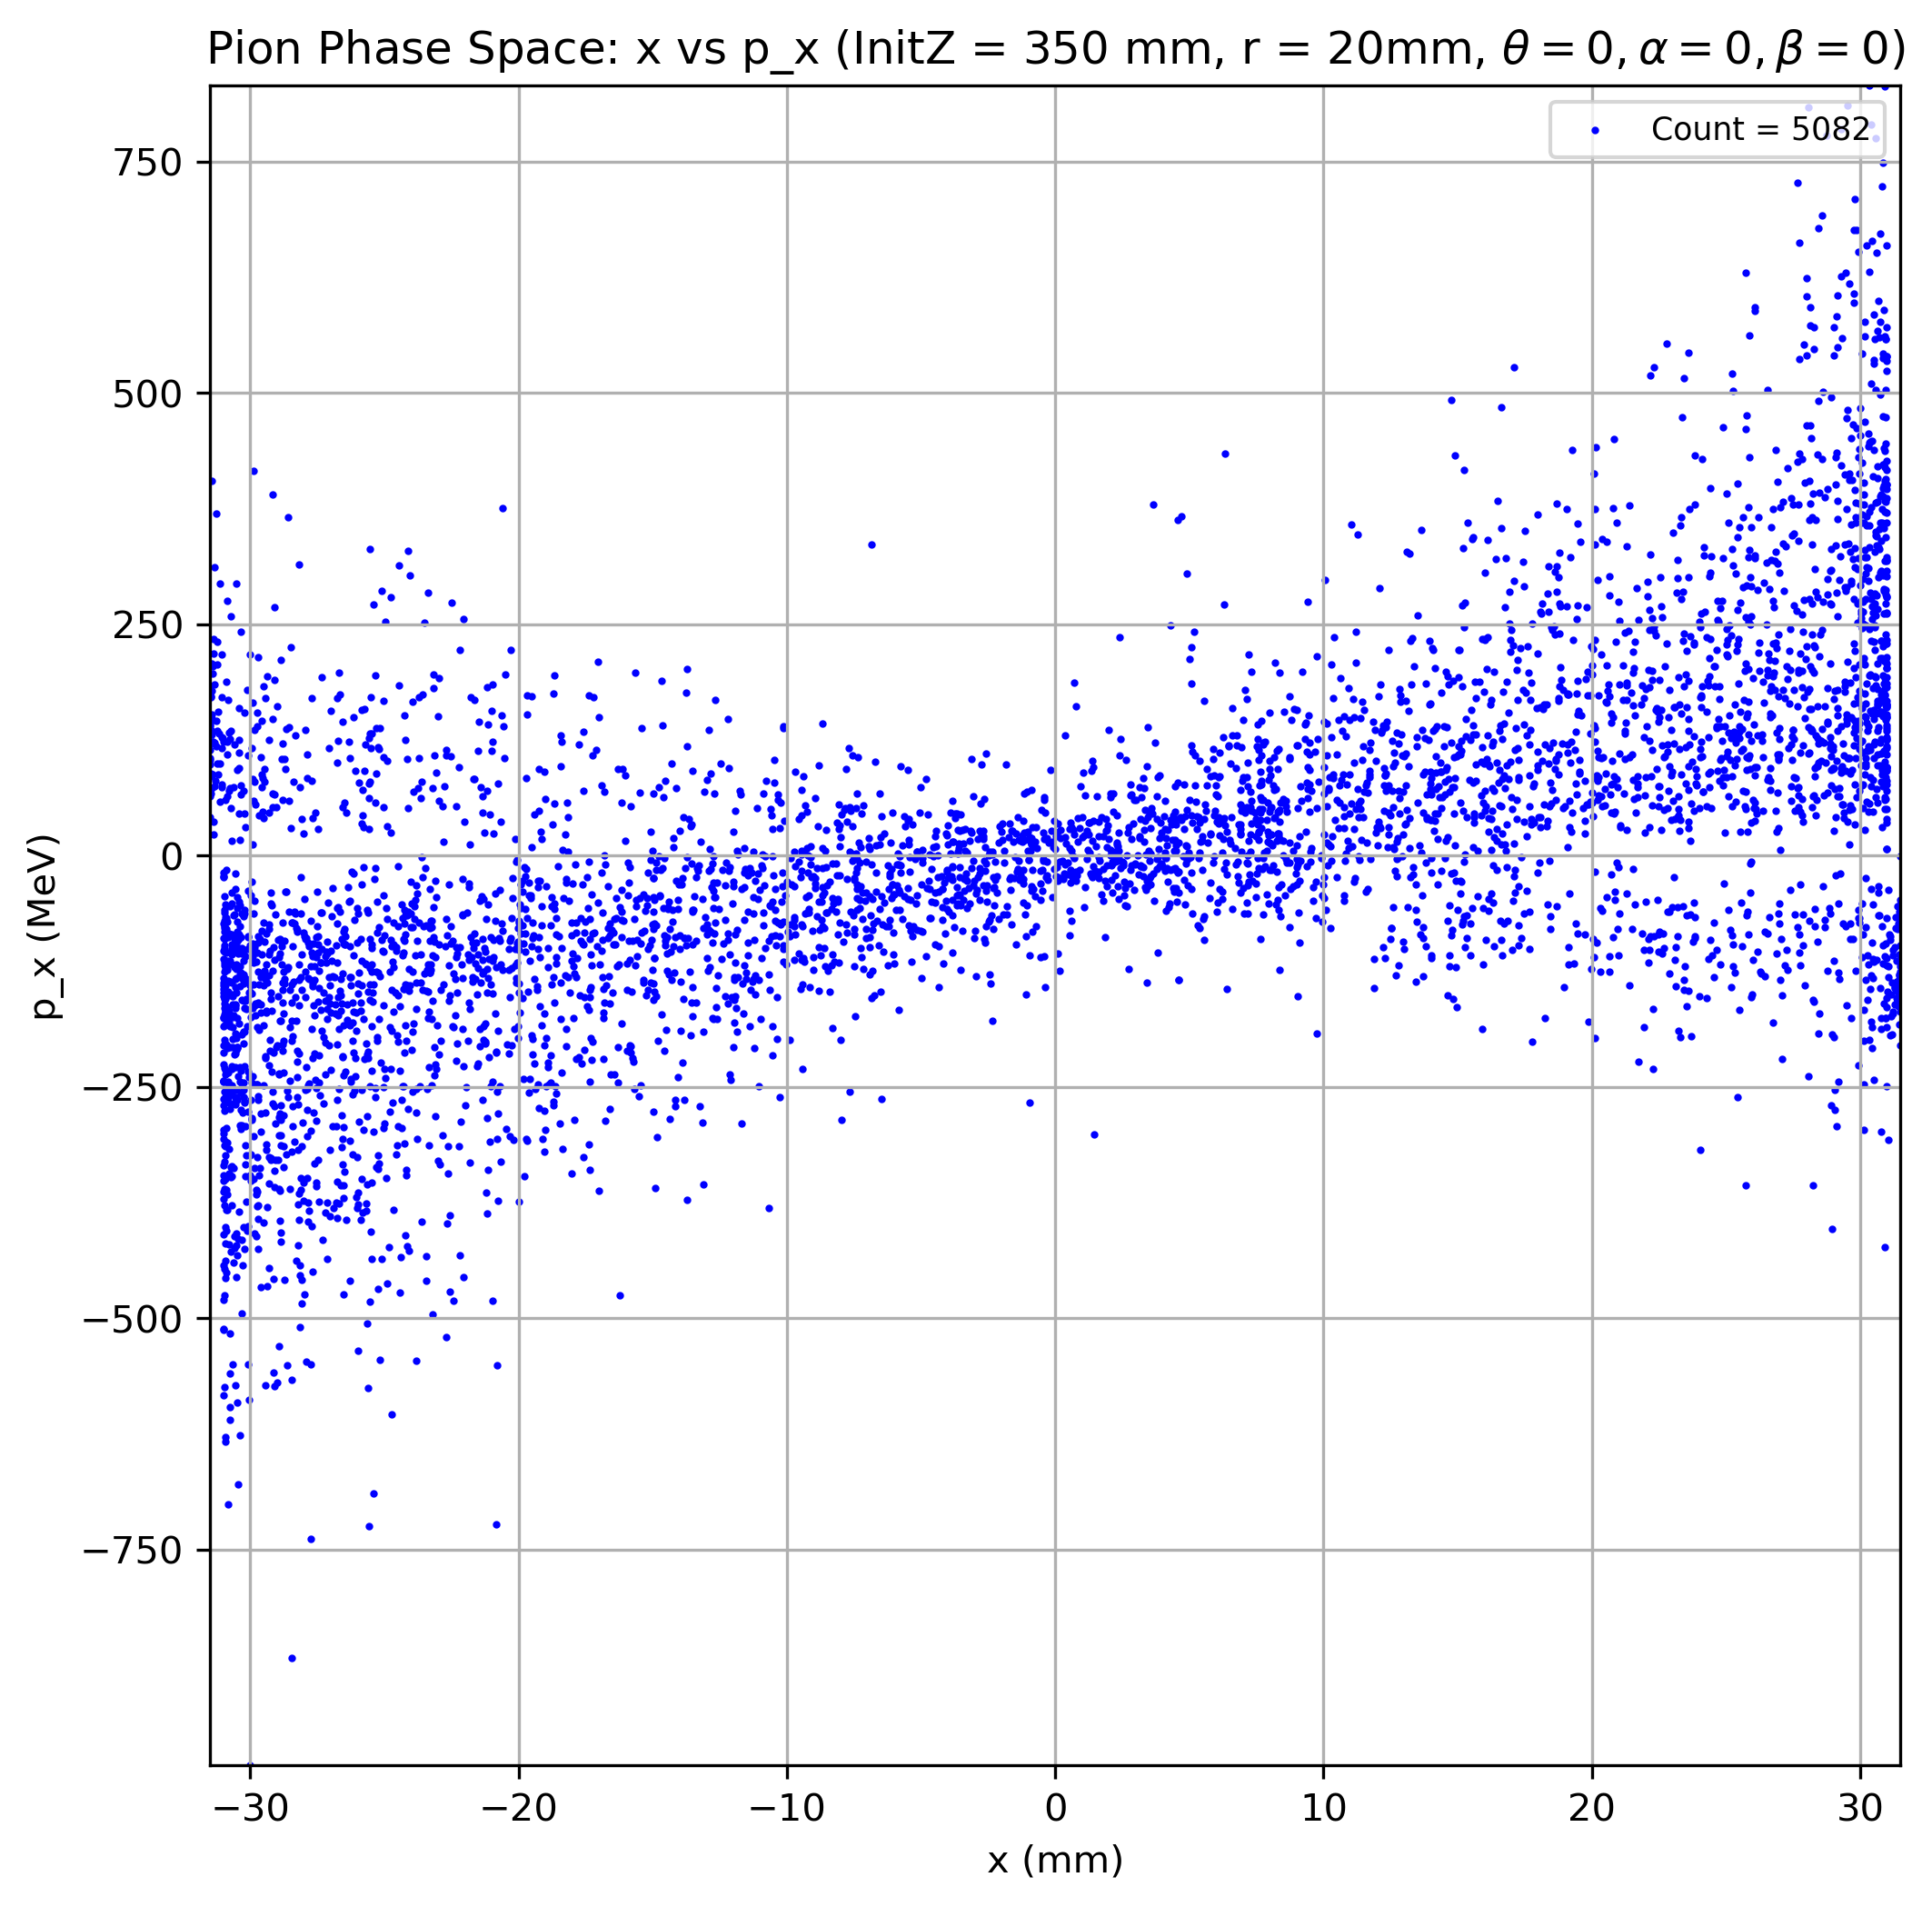 Pion Phase Space: x vs p_x (InitZ = 350 mm, r = 20mm, θ = 0, α = 0, β = 0)
Count = 5082
750
500
250
0
−250
−500
−750
p_x (MeV)
−30 −20 −10 0 10 20 30
x (mm)